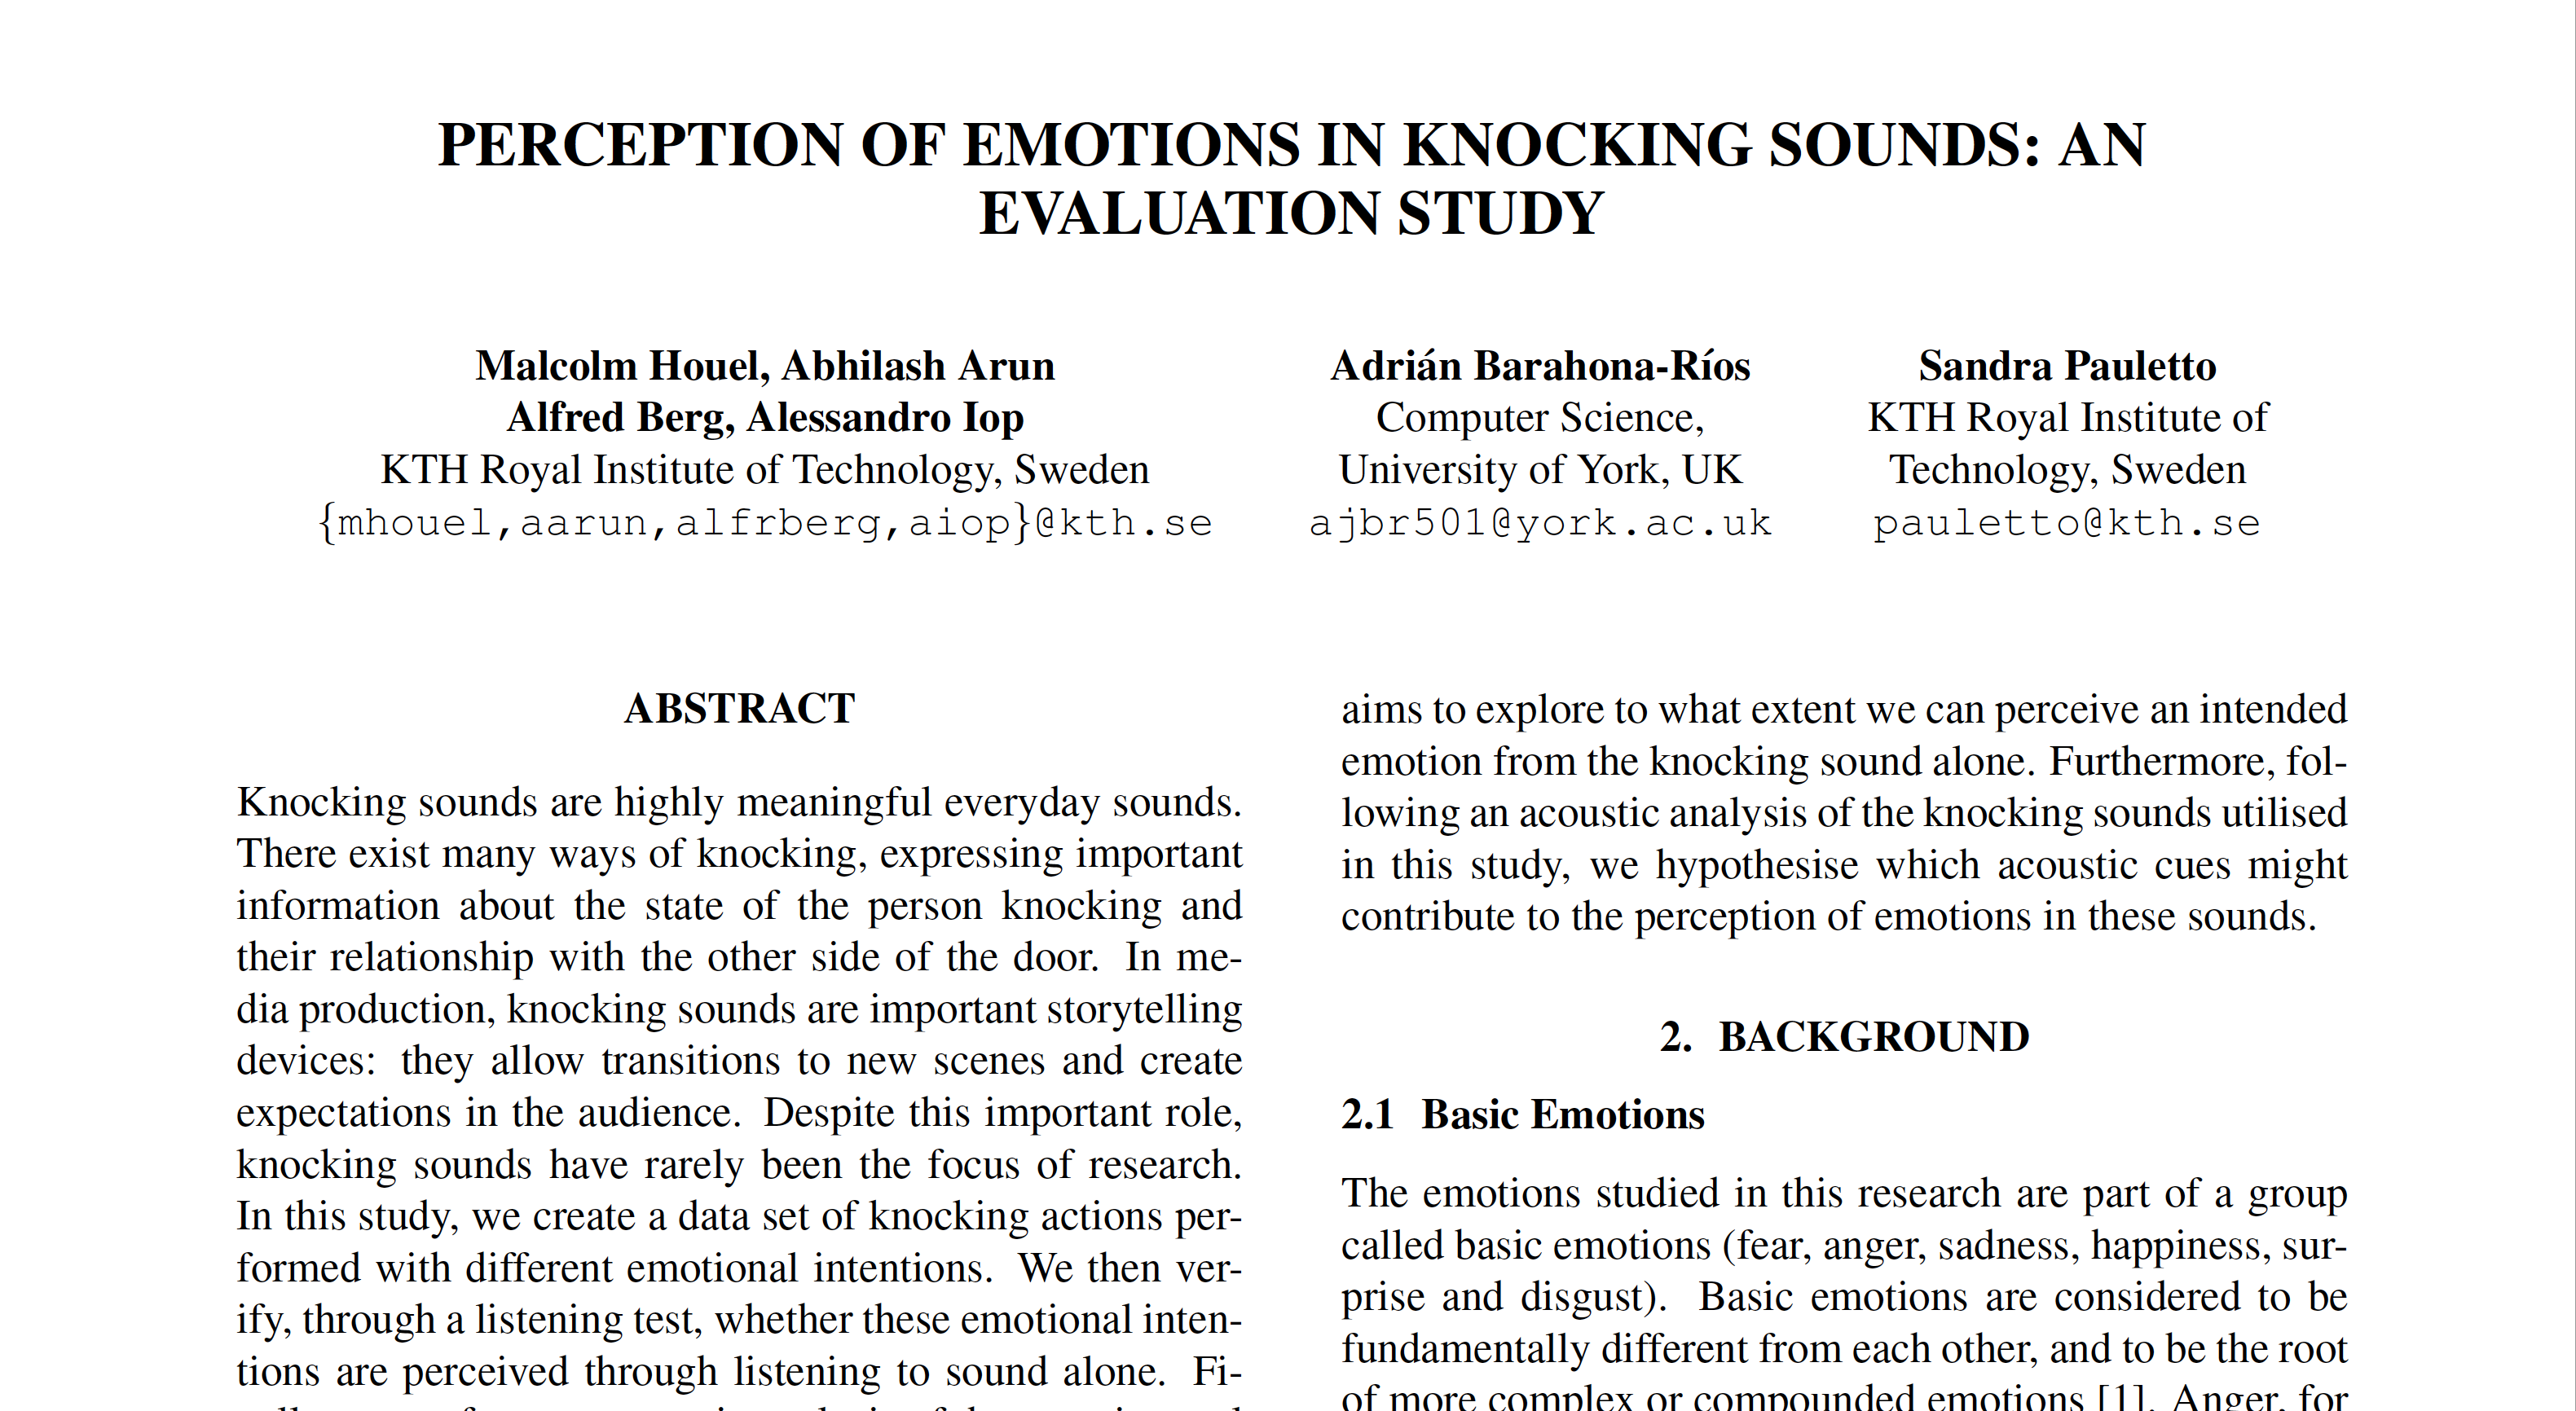 PERCEPTION OF EMOTIONS IN KNOCKING SOUNDS: AN
EVALUATION STUDY
Malcolm Houel, Abhilash Arun
Alfred Berg, Alessandro Iop
KTH Royal Institute of Technology, Sweden
{mhouel,aarun,alfrberg,aiop}@kth.se
Adrián Barahona-Ríos
Computer Science,
University of York, UK
ajbr501@york.ac.uk
Sandra Pauletto
KTH Royal Institute of
Technology, Sweden
pauletto@kth.se
ABSTRACT
Knocking sounds are highly meaningful everyday sounds.
There exist many ways of knocking, expressing important
information about the state of the person knocking and
their relationship with the other side of the door. In me-
dia production, knocking sounds are important storytelling
devices: they allow transitions to new scenes and create
expectations in the audience. Despite this important role,
knocking sounds have rarely been the focus of research.
In this study, we create a data set of knocking actions per-
formed with different emotional intentions. We then ver-
ify, through a listening test, whether these emotional inten-
tions are perceived through listening to sound alone. Fi-
aims to explore to what extent we can perceive an intended
emotion from the knocking sound alone. Furthermore, fol-
lowing an acoustic analysis of the knocking sounds utilised
in this study, we hypothesise which acoustic cues might
contribute to the perception of emotions in these sounds.
2. BACKGROUND
2.1 Basic Emotions
The emotions studied in this research are part of a group
called basic emotions (fear, anger, sadness, happiness, sur-
prise and disgust). Basic emotions are considered to be
fundamentally different from each other, and to be the root
of more complex or compounded emotions [1]. Anger, for